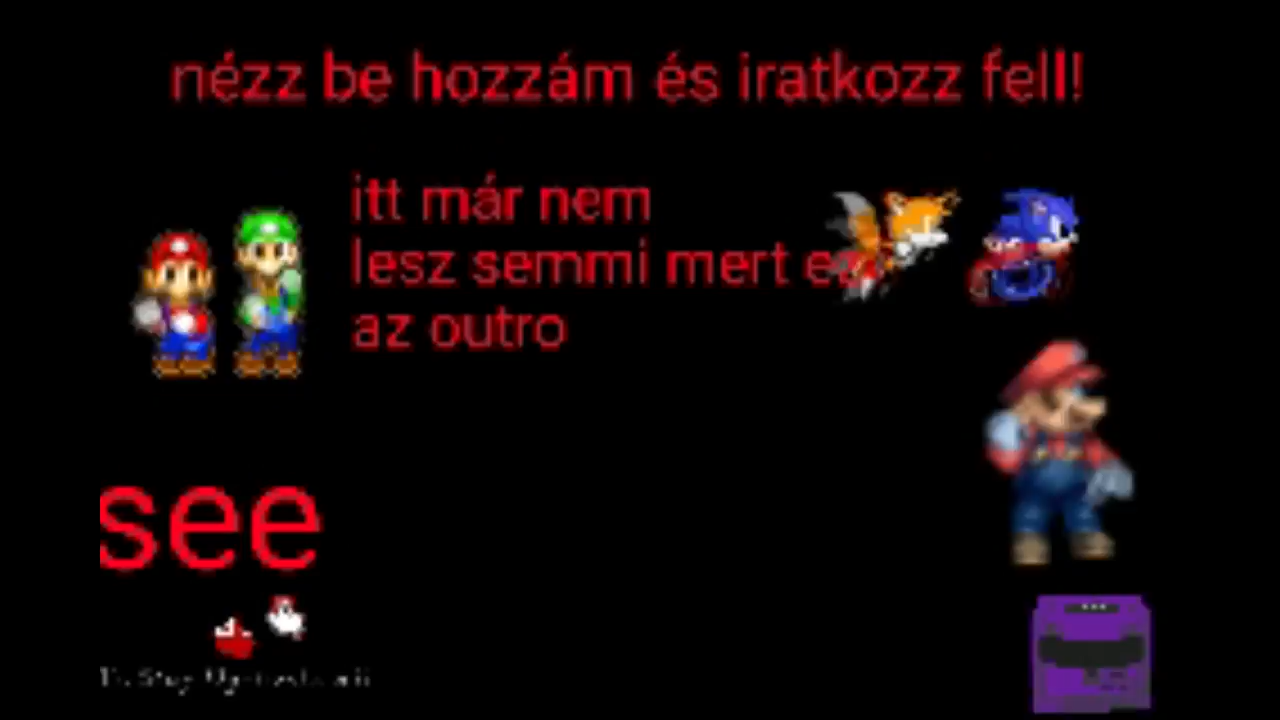 nézz be hozzám és iratkozz fell!
itt már nem
lesz semmi mert ez
az outro
see